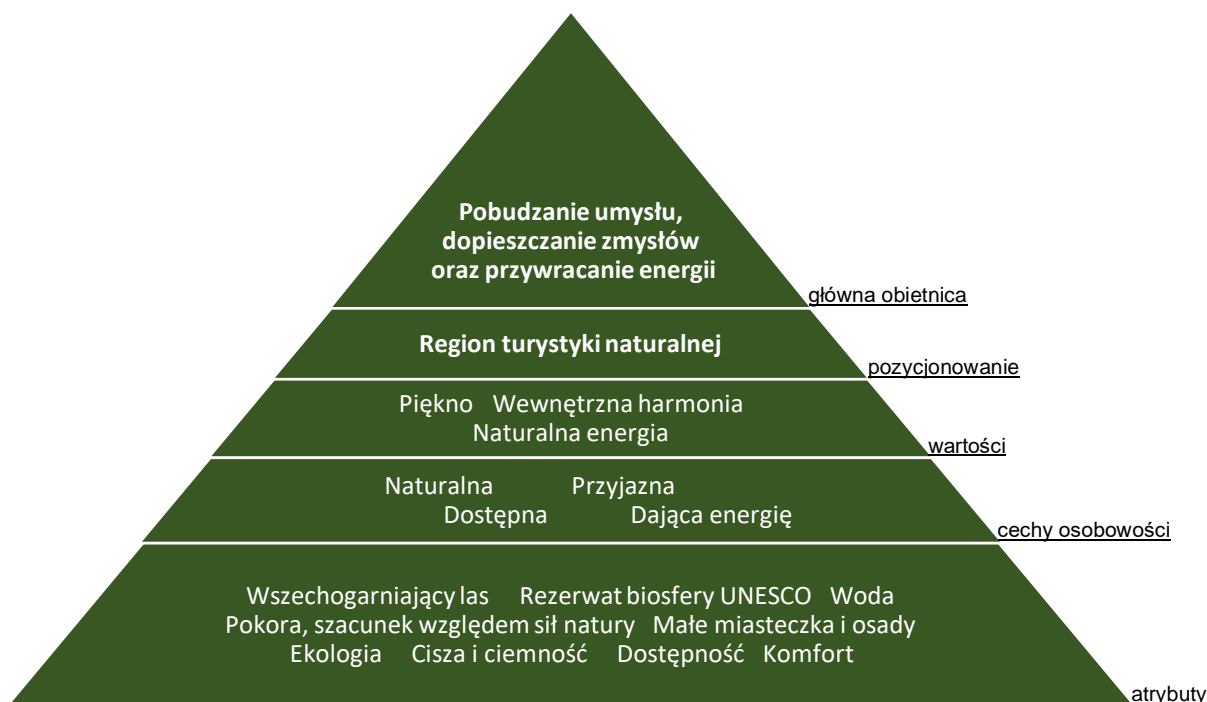 Pobudzanie umysłu,
dopieszczanie zmysłów
oraz przywracanie energii
główna obietnica
Region turystyki naturalnej
pozycjonowanie
Piękno Wewnętrzna harmonia
Naturalna energia
wartości
Naturalna Przyjazna
Dostępna Dająca energię
cechy osobowości
Wszechogarniający las Rezerwat biosfery UNESCO Woda
Pokora, szacunek względem sił natury Małe miasteczka i osady
Ekologia Cisza i ciemność Dostępność Komfort
atrybuty